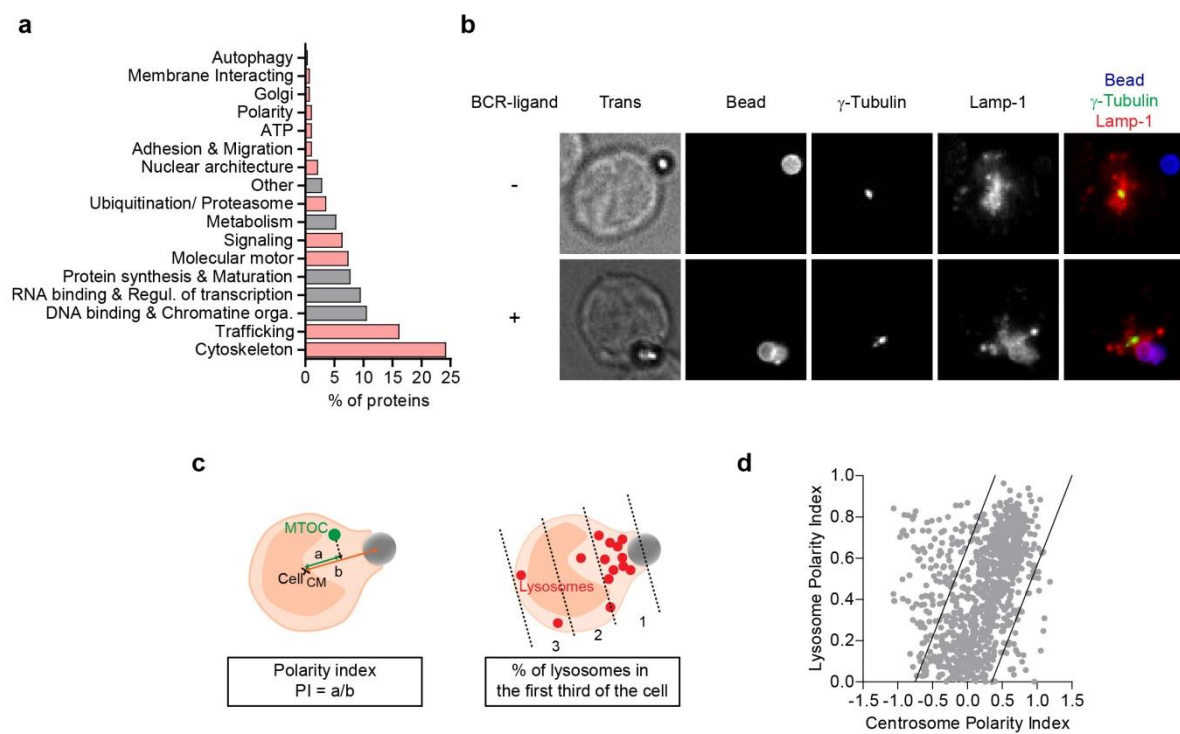 a
Autophagy
Membrane Interacting
Golgi
Polarity
ATP
Adhesion & Migration
Nuclear architecture
Other
Ubiquitination/ Proteasome
Metabolism
Signaling
Molecular motor
Protein synthesis & Maturation
RNA binding & Regul. of transcription
DNA binding & Chromatine orga.
Trafficking
Cytoskeleton
0 5 10 15 20 25
% of proteins
b
Bead
γ-Tubulin
Lamp-1
BCR-ligand Trans Bead γ-Tubulin Lamp-1
-
+
c
MTOC
a
b
Cell CM
Polarity index
PI = a/b
Lysosomes
1
2
3
% of lysosomes in
the first third of the cell
d
Lysosome Polarity Index
1.0
0.8
0.6
0.4
0.2
0.0
-1.5 -1.0 -0.5 0.0 0.5 1.0 1.5
Centrosome Polarity Index